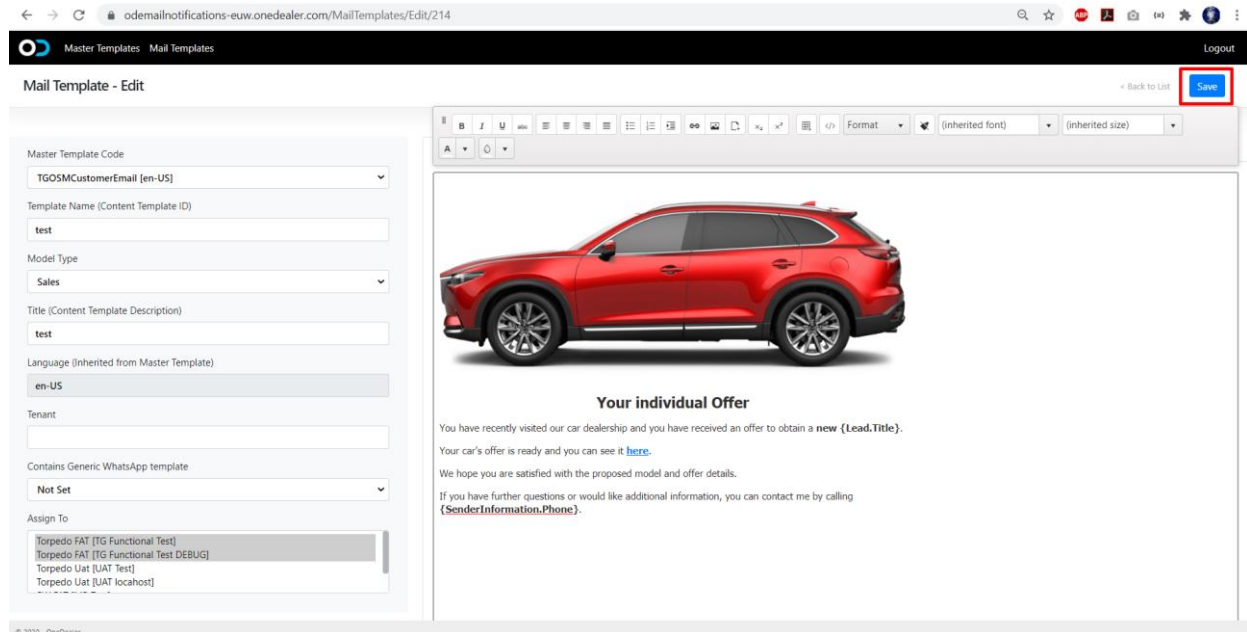 odemailnotifications-euw.onedealer.com/MailTemplates/Edit/214
ABP
Master Templates Mail Templates
Logout
Mail Template - Edit
< Back to List
Save
B I U abc
Format
(inherited font)
(inherited size)
A
Master Template Code
TGOSMCustomerEmail [en-US]
Template Name (Content Template ID)
test
Model Type
Sales
Title (Content Template Description)
test
Language (Inherited from Master Template)
en-US
Tenant
Contains Generic WhatsApp template
Not Set
Assign To
Torpedo FAT [TG Functional Test]
Torpedo FAT [TG Functional Test DEBUG]
Torpedo Uat [UAT Test]
Torpedo Uat [UAT locahost]
Your individual Offer
You have recently visited our car dealership and you have received an offer to obtain a new {Lead.Title}.
Your car's offer is ready and you can see it here.
We hope you are satisfied with the proposed model and offer details.
If you have further questions or would like additional information, you can contact me by calling
{SenderInformation.Phone}.
© 2020 - OneDealer